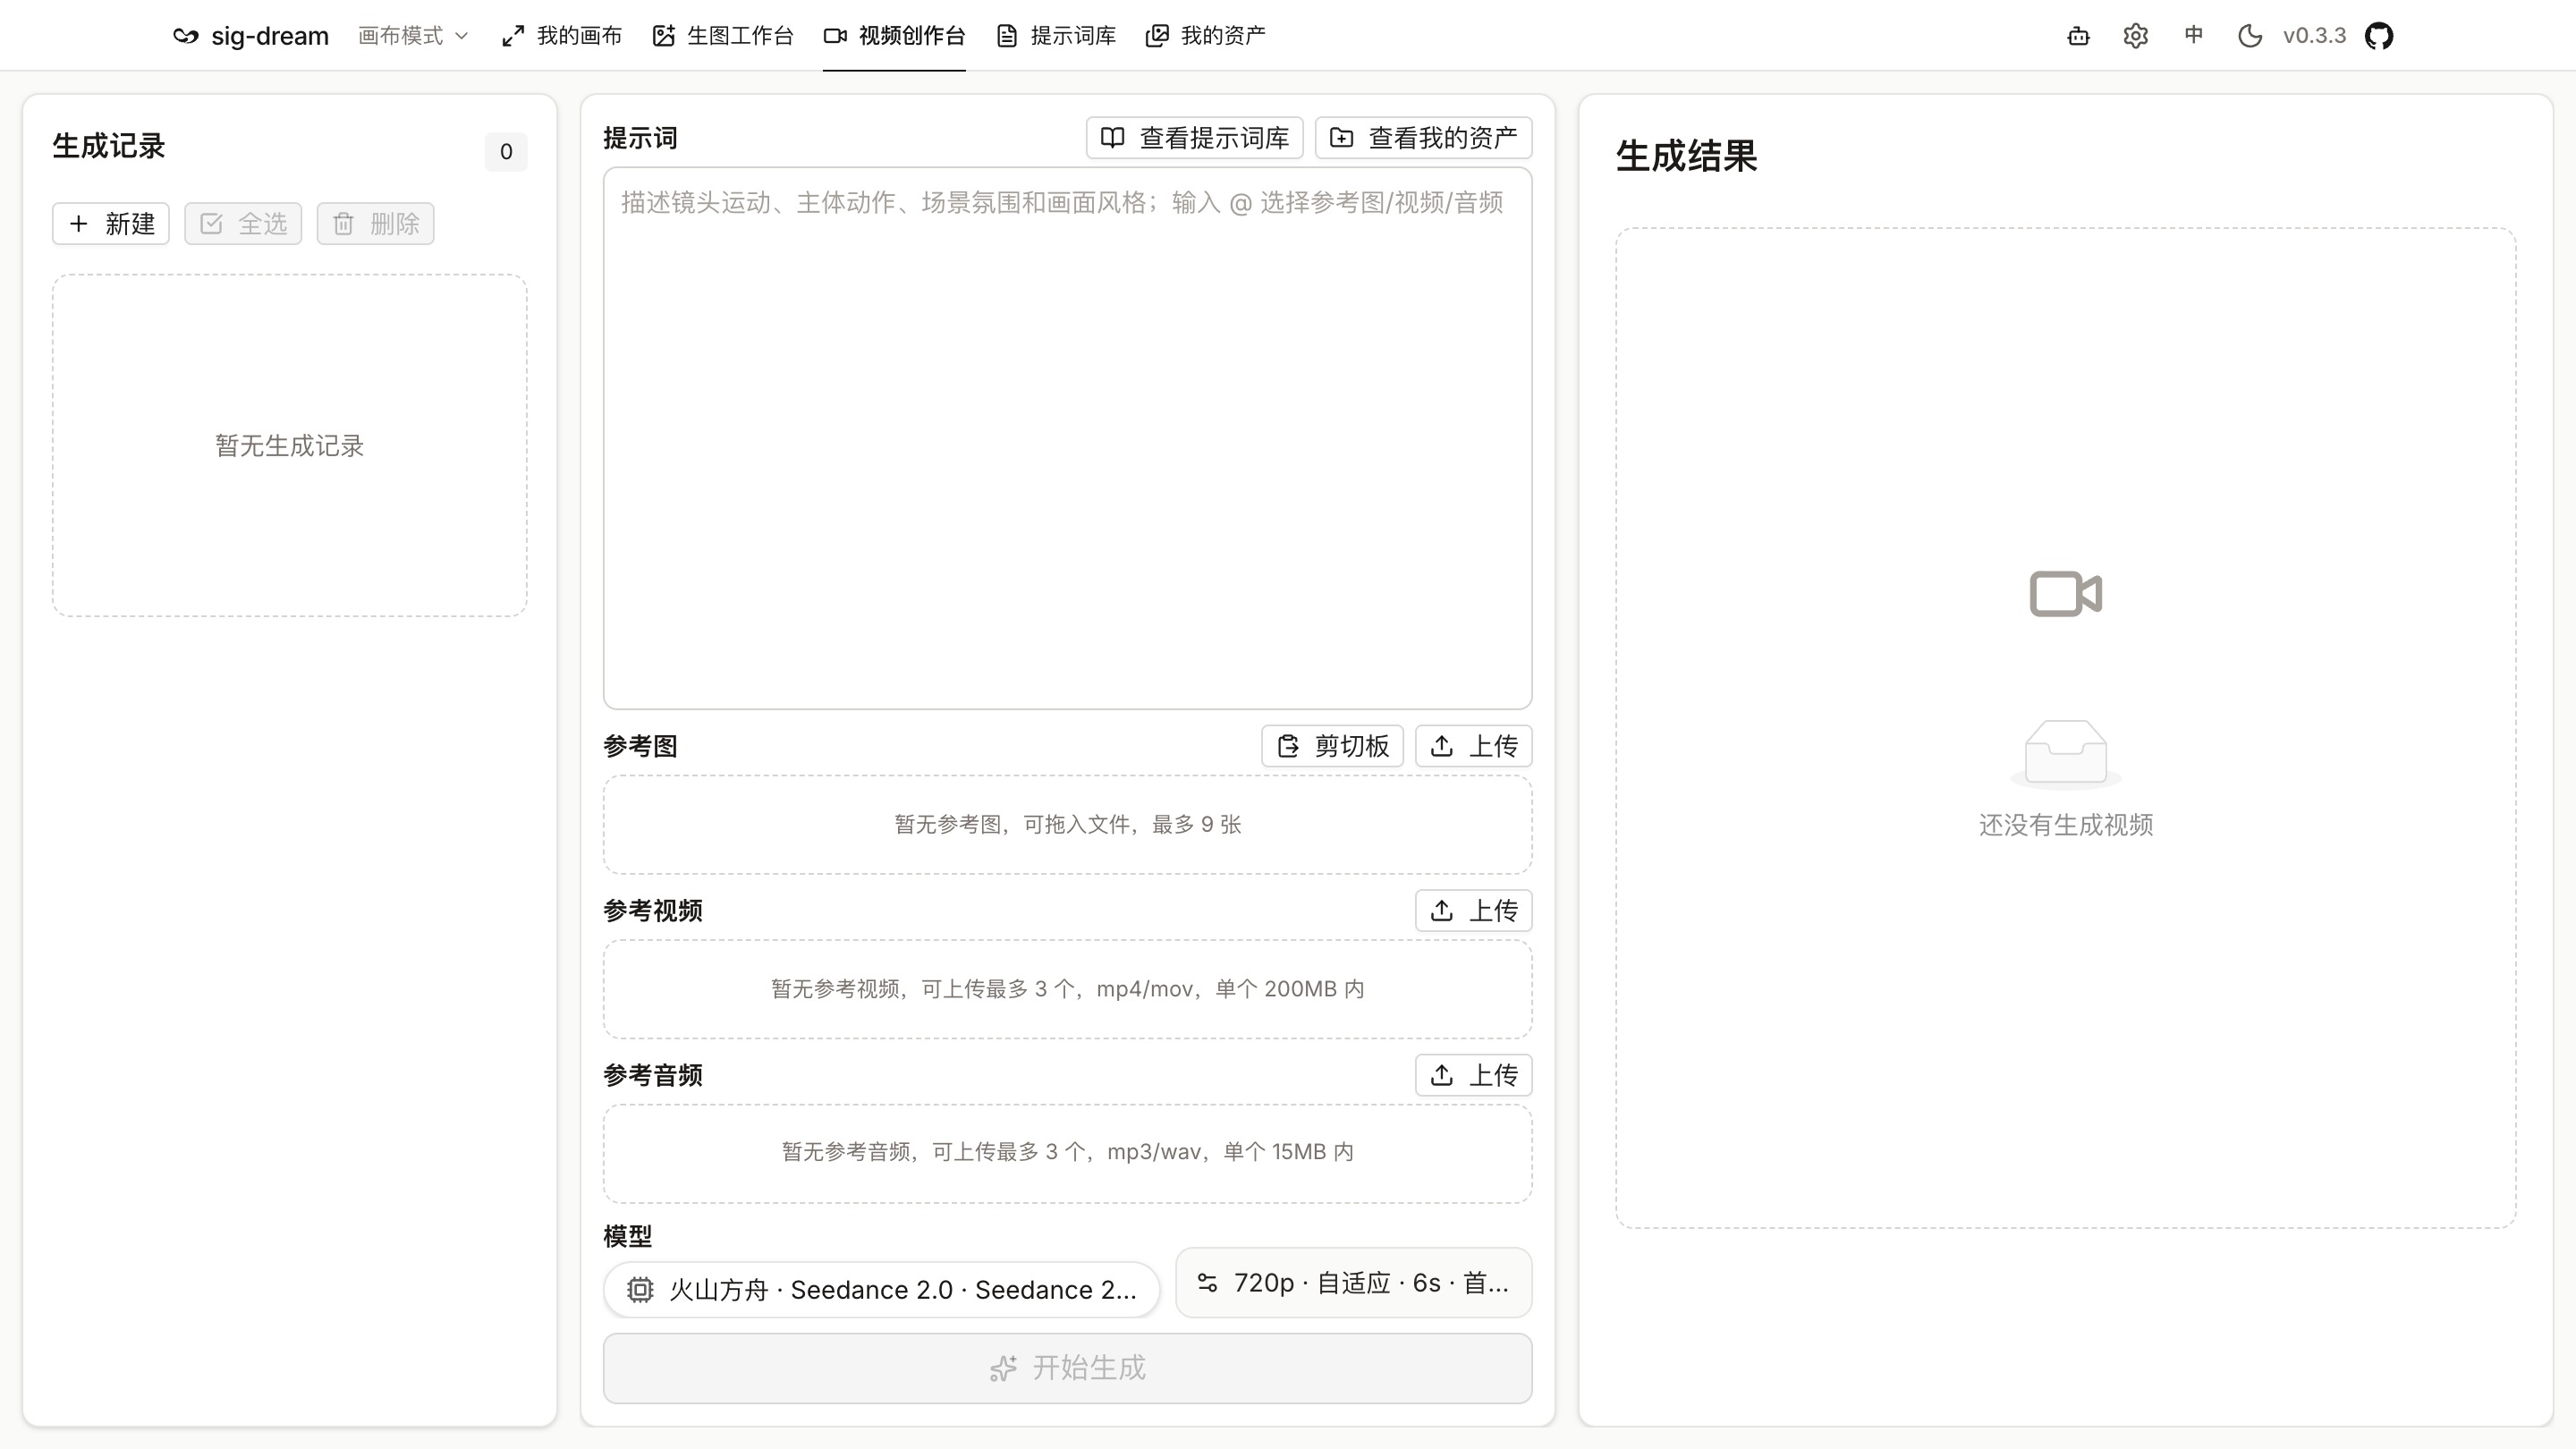 sig-dream 画布模式 我的画布 生图工作台 视频创作台 提示词库 我的资产 中 v0.3.3
生成记录
0
新建 全选 删除
暂无生成记录
提示词 查看提示词库 查看我的资产
描述镜头运动、主体动作、场景氛围和画面风格；输入 @ 选择参考图/视频/音频
参考图 剪切板 上传
暂无参考图，可拖入文件，最多 9 张
参考视频 上传
暂无参考视频，可上传最多 3 个，mp4/mov，单个 200MB 内
参考音频 上传
暂无参考音频，可上传最多 3 个，mp3/wav，单个 15MB 内
模型
火山方舟 · Seedance 2.0 · Seedance 2... 720p · 自适应 · 6s · 首...
开始生成
生成结果
还没有生成视频